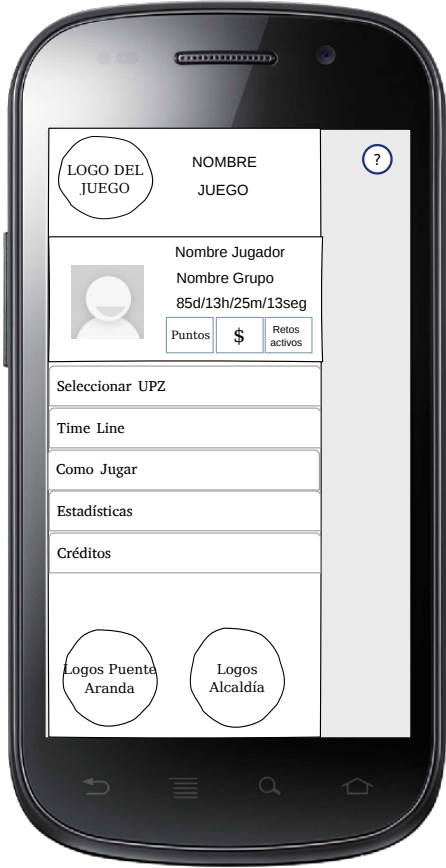 LOGO DEL
JUEGO
NOMBRE
JUEGO
?
Nombre Jugador
Nombre Grupo
85d/13h/25m/13seg
Puntos
$
Retos
activos
Seleccionar UPZ
Time Line
Como Jugar
Estadísticas
Créditos
Logos Puente
Aranda
Logos
Alcaldía